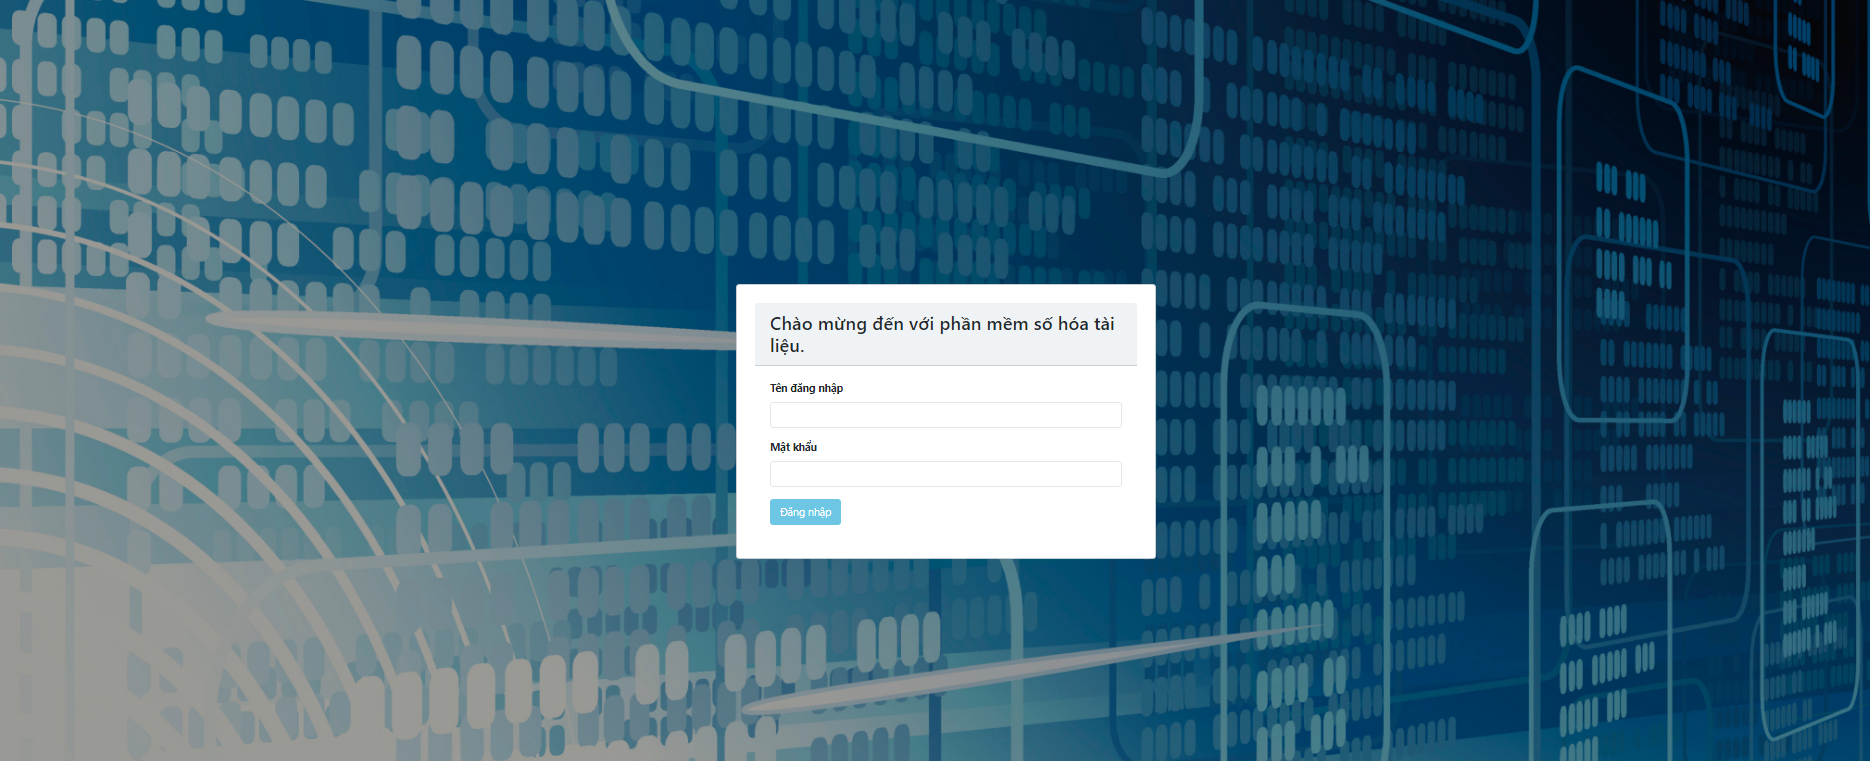 Chào mừng đến với phần mềm số hóa tài
liệu.
Tên đăng nhập
Mật khẩu
Đăng nhập